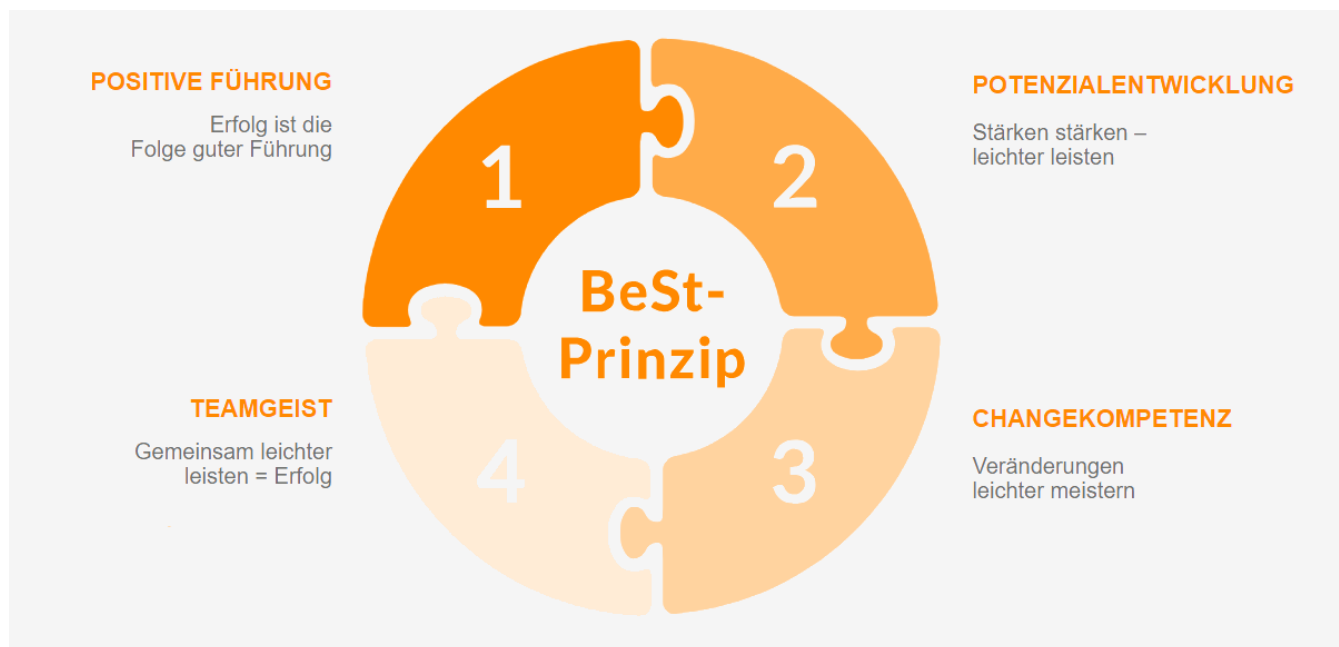 POSITIVE FÜHRUNG
Erfolg ist die
Folge guter Führung
1
2
POTENZIALENTWICKLUNG
Stärken stärken –
leichter leisten
BeSt-
Prinzip
TEAMGEIST
Gemeinsam leichter
leisten = Erfolg
4
3
CHANGEKOMPETENZ
Veränderungen
leichter meistern